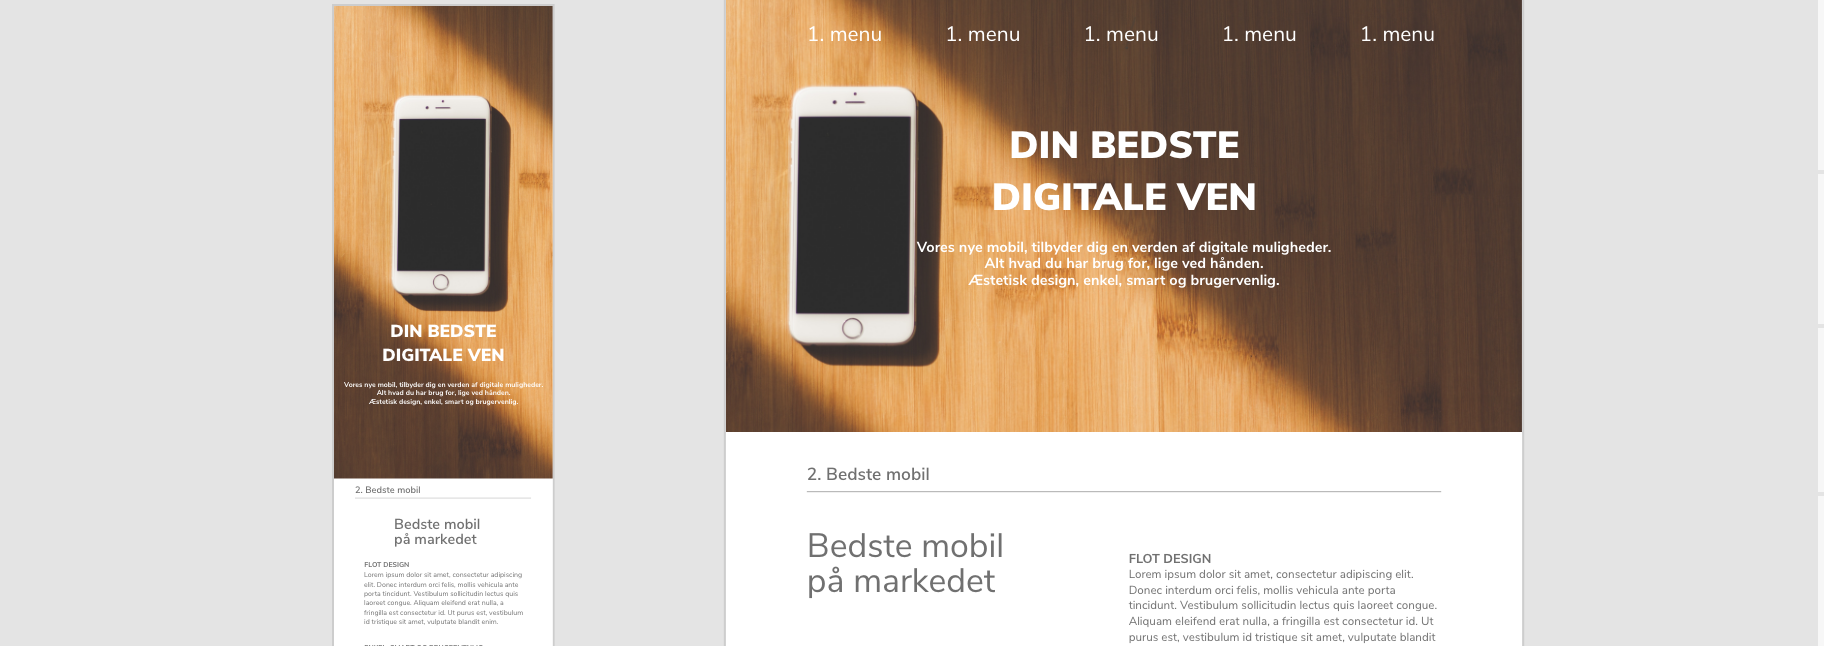 DIN BEDSTE
DIGITALE VEN
Vores nye mobil, tilbyder dig en verden af digitale muligheder.
Alt hvad du har brug for, lige ved hånden.
Æstetisk design, enkel, smart og brugervenlig.
2. Bedste mobil
Bedste mobil
på markedet
FLOT DESIGN
Lorem ipsum dolor sit amet, consectetur adipiscing
elit. Donec interdum orci felis, mollis vehicula ante
porta tincidunt. Vestibulum sollicitudin lectus quis
laoreet congue. Aliquam eleifend erat nulla, a
fringilla est consectetur id. Ut purus est, vestibulum
id tristique sit amet, vulputate blandit enim.
1. menu 1. menu 1. menu 1. menu 1. menu
DIN BEDSTE
DIGITALE VEN
Vores nye mobil, tilbyder dig en verden af digitale muligheder.
Alt hvad du har brug for, lige ved hånden.
Æstetisk design, enkel, smart og brugervenlig.
2. Bedste mobil
Bedste mobil
på markedet
FLOT DESIGN
Lorem ipsum dolor sit amet, consectetur adipiscing elit.
Donec interdum orci felis, mollis vehicula ante porta
tincidunt. Vestibulum sollicitudin lectus quis laoreet congue.
Aliquam eleifend erat nulla, a fringilla est consectetur id. Ut
purus est, vestibulum id tristique sit amet, vulputate blandit